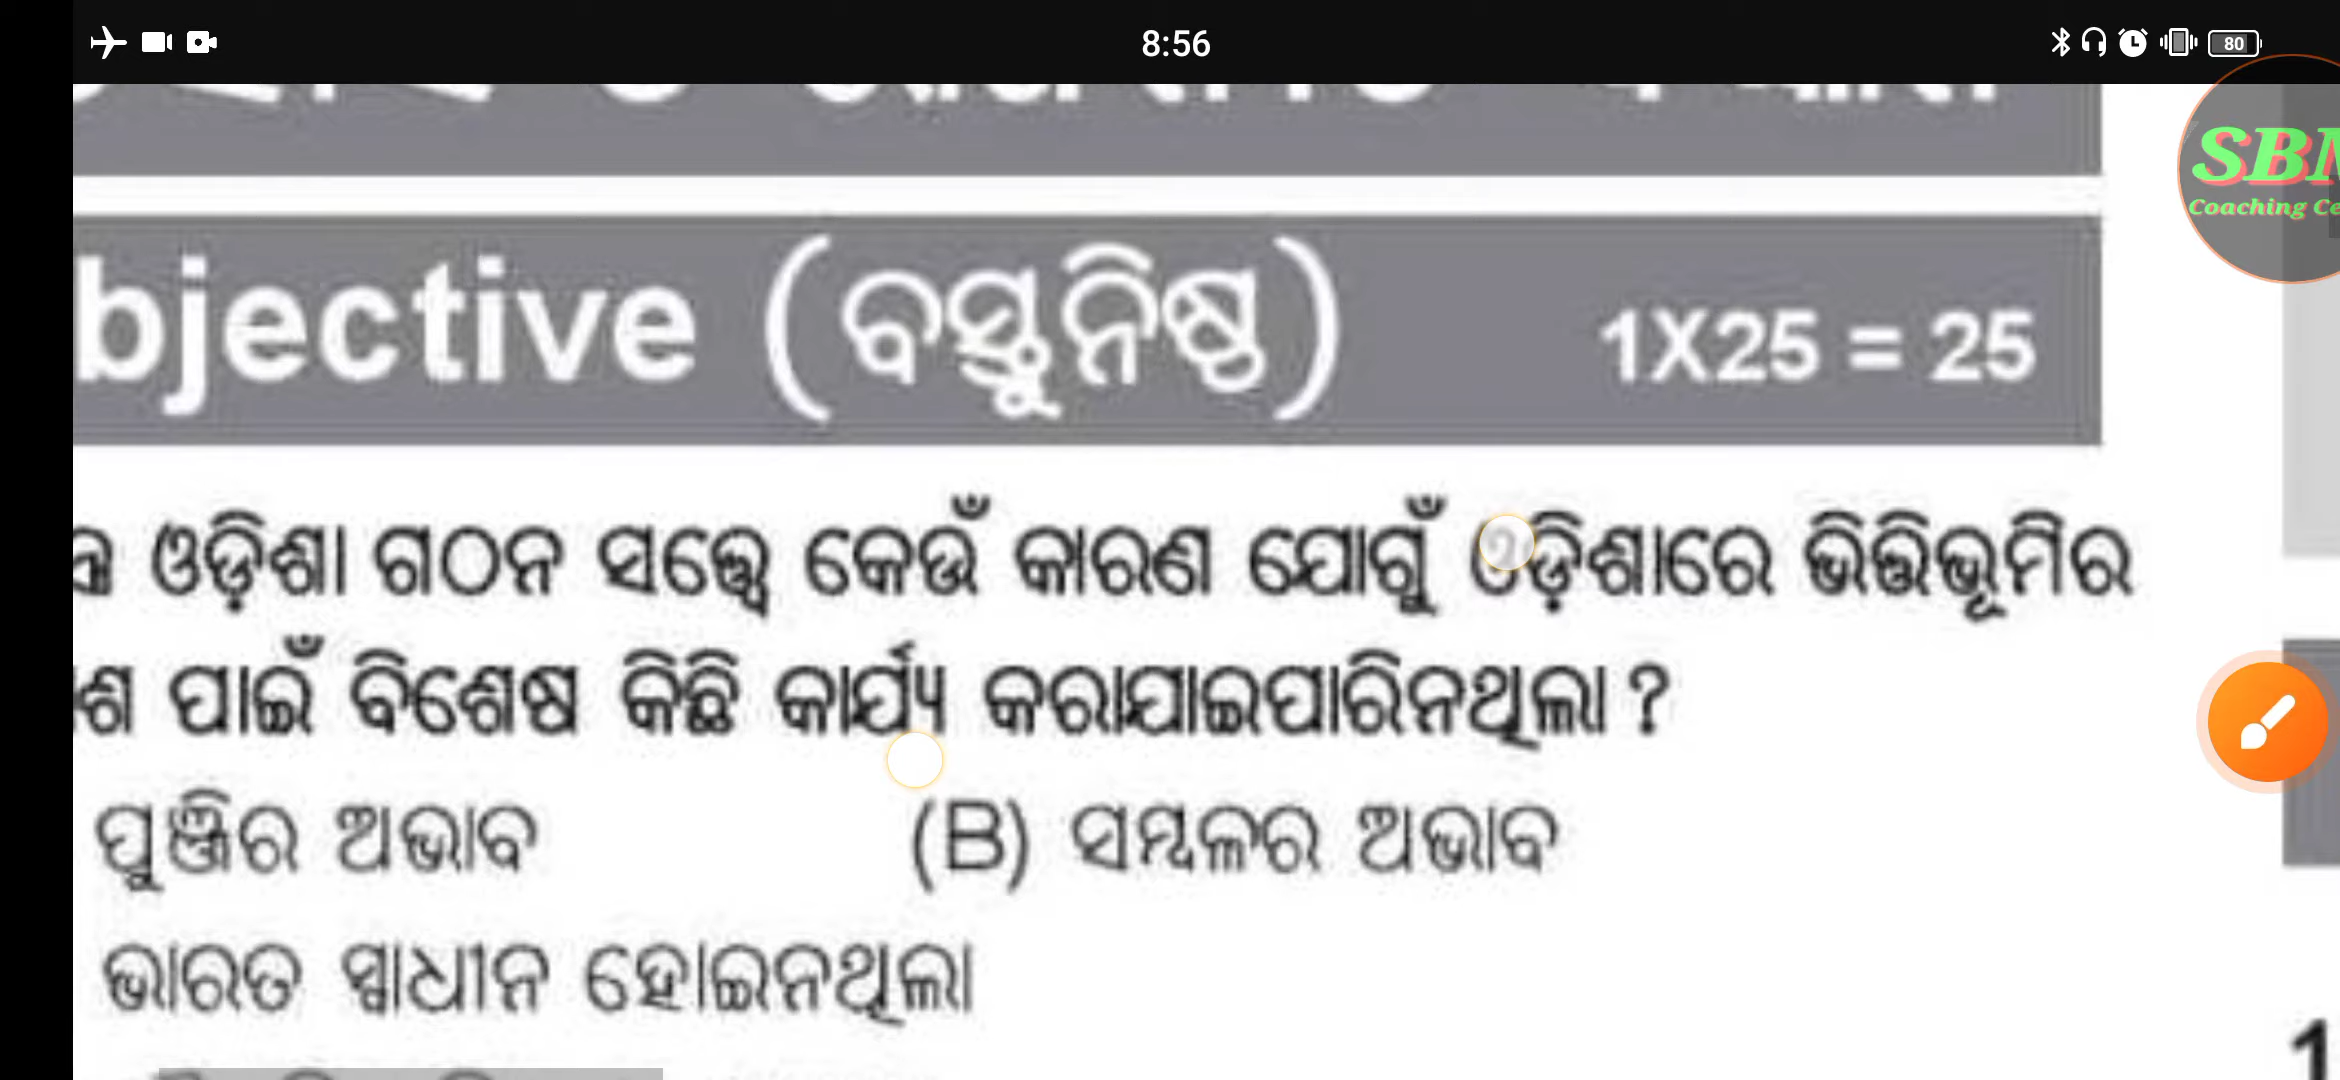 8:56
80
SBM
Coaching Ce
bjective (ବସ୍ତୁନିଷ୍ଠ) 1X25 = 25
ଓଡ଼ିଶା ଗଠନ ସତ୍ତ୍ୱେ କେଉଁ କାରଣ ଯୋଗୁଁ ଓଡ଼ିଶାରେ ଭିତ୍ତିଭୂମିର
ଶ ପାଇଁ ବିଶେଷ କିଛି କାର୍ଯ୍ୟ କରାଯାଇପାରିନଥିଲା ?
ପୁଞ୍ଜିର ଅଭାବ (B) ସମ୍ବଳର ଅଭାବ
ଭାରତ ସ୍ୱାଧୀନ ହୋଇନଥିଲା
1